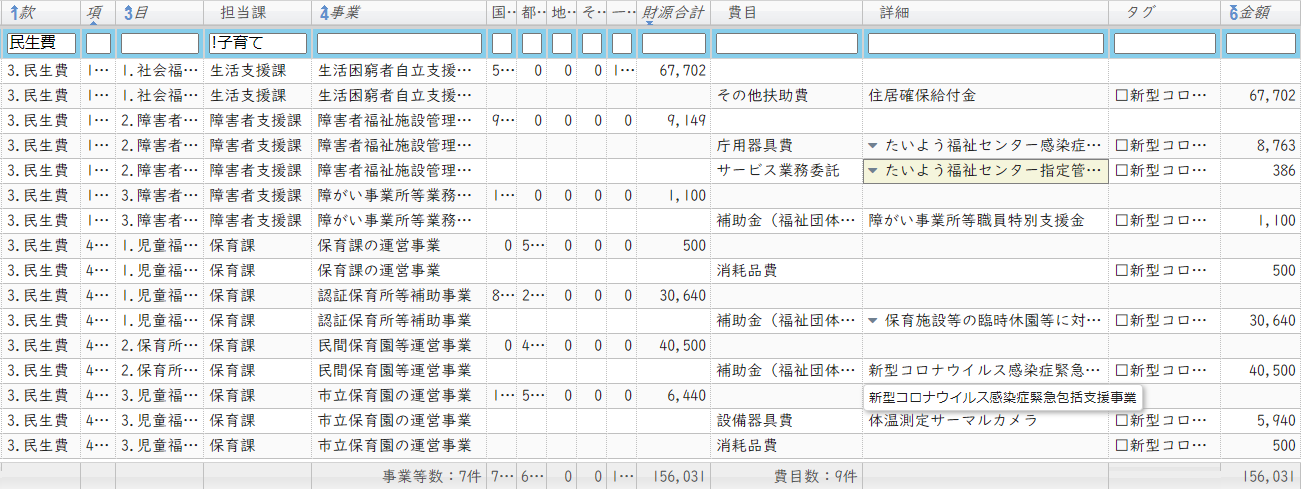 1款 項 3目 担当課 4事業 国‥ 都‥ 地‥ そ‥ 一‥ 財源合計 費目 詳細 タグ 6金額
民生費 !子育て
3.民生費 1… 1.社会福… 生活支援課 生活困窮者自立支援… 5… 0 0 0 1… 67,702
3.民生費 1… 1.社会福… 生活支援課 生活困窮者自立支援… その他扶助費 住居確保給付金 □新型コロ… 67,702
3.民生費 1… 2.障害者… 障害者支援課 障害者福祉施設管理… 9… 0 0 0 0 9,149
3.民生費 1… 2.障害者… 障害者支援課 障害者福祉施設管理… 庁用器具費 ▼ たいよう福祉センター感染症… □新型コロ… 8,763
3.民生費 1… 2.障害者… 障害者支援課 障害者福祉施設管理… サービス業務委託 ▼ たいよう福祉センター指定管… □新型コロ… 386
3.民生費 1… 3.障害者… 障害者支援課 障がい事業所等業務… 1… 0 0 0 0 1,100
3.民生費 1… 3.障害者… 障害者支援課 障がい事業所等業務… 補助金（福祉団体… 障がい事業所等職員特別支援金 □新型コロ… 1,100
3.民生費 4… 1.児童福… 保育課 保育課の運営事業 0 5… 0 0 0 500
3.民生費 4… 1.児童福… 保育課 保育課の運営事業 消耗品費 □新型コロ… 500
3.民生費 4… 1.児童福… 保育課 認証保育所等補助事業 8… 2… 0 0 0 30,640
3.民生費 4… 1.児童福… 保育課 認証保育所等補助事業 補助金（福祉団体… ▼ 保育施設等の臨時休園等に対… □新型コロ… 30,640
3.民生費 4… 2.保育所… 保育課 民間保育園等運営事業 0 4… 0 0 0 40,500
3.民生費 4… 2.保育所… 保育課 民間保育園等運営事業 補助金（福祉団体… 新型コロナウイルス感染症緊急… □新型コロ… 40,500
3.民生費 4… 3.児童福… 保育課 市立保育園の運営事業 1… 5… 0 0 0 6,440
新型コロナウイルス感染症緊急包括支援事業
3.民生費 4… 3.児童福… 保育課 市立保育園の運営事業 設備器具費 体温測定サーマルカメラ □新型コロ… 5,940
3.民生費 4… 3.児童福… 保育課 市立保育園の運営事業 消耗品費 □新型コロ… 500
事業等数：7件 7… 6… 0 0 1… 156,031 費目数：9件 156,031